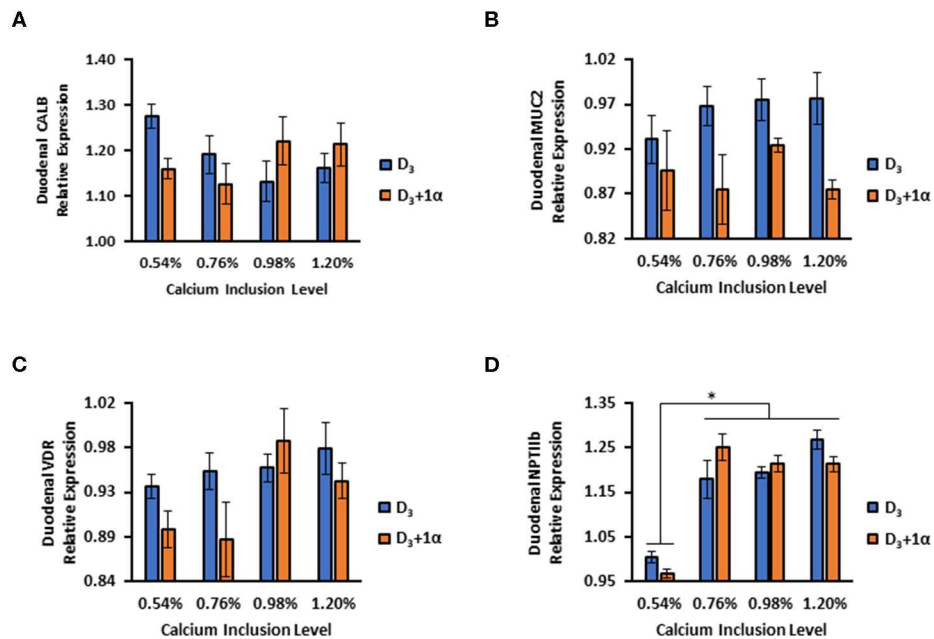 A
1.40
1.30
1.20
1.10
1.00
Duodenal CALB
Relative Expression
0.54% 0.76% 0.98% 1.20%
Calcium Inclusion Level
D3
D3+1α
B
1.02
0.97
0.92
0.87
0.82
Duodenal MUC2
Relative Expression
0.54% 0.76% 0.98% 1.20%
Calcium Inclusion Level
D3
D3+1α
C
1.02
0.98
0.93
0.89
0.84
Duodenal VDR
Relative Expression
0.54% 0.76% 0.98% 1.20%
Calcium Inclusion Level
D3
D3+1α
D
1.35
1.25
1.15
1.05
0.95
Duodenal NPTIIb
Relative Expression
*
0.54% 0.76% 0.98% 1.20%
Calcium Inclusion Level
D3
D3+1α